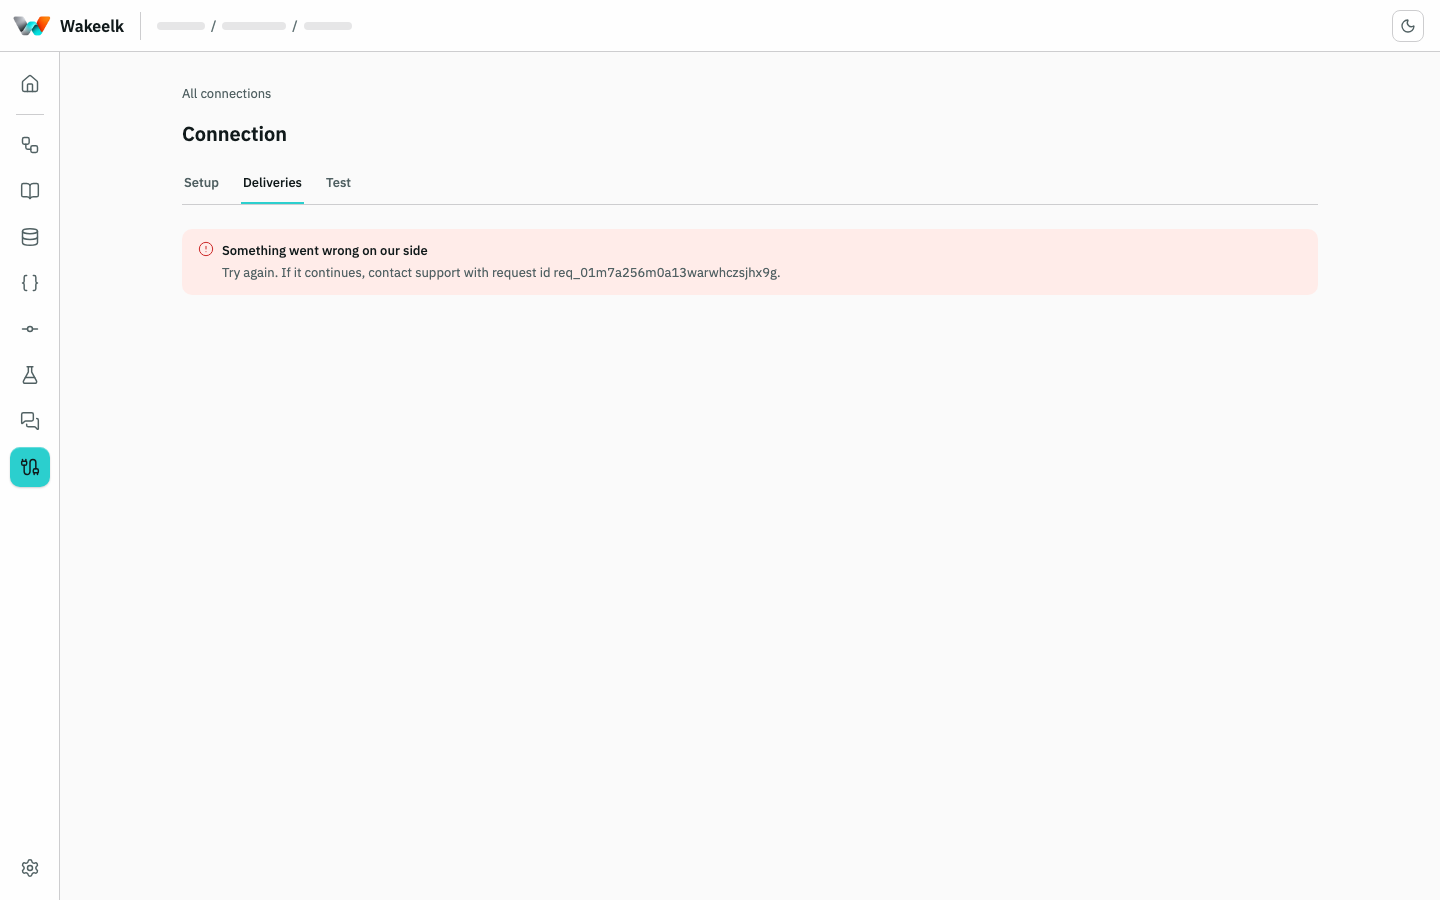 Wakeelk
/ /
All connections
Connection
Setup Deliveries Test
Something went wrong on our side
Try again. If it continues, contact support with request id req_01m7a256m0a13warwhczsjhx9g.